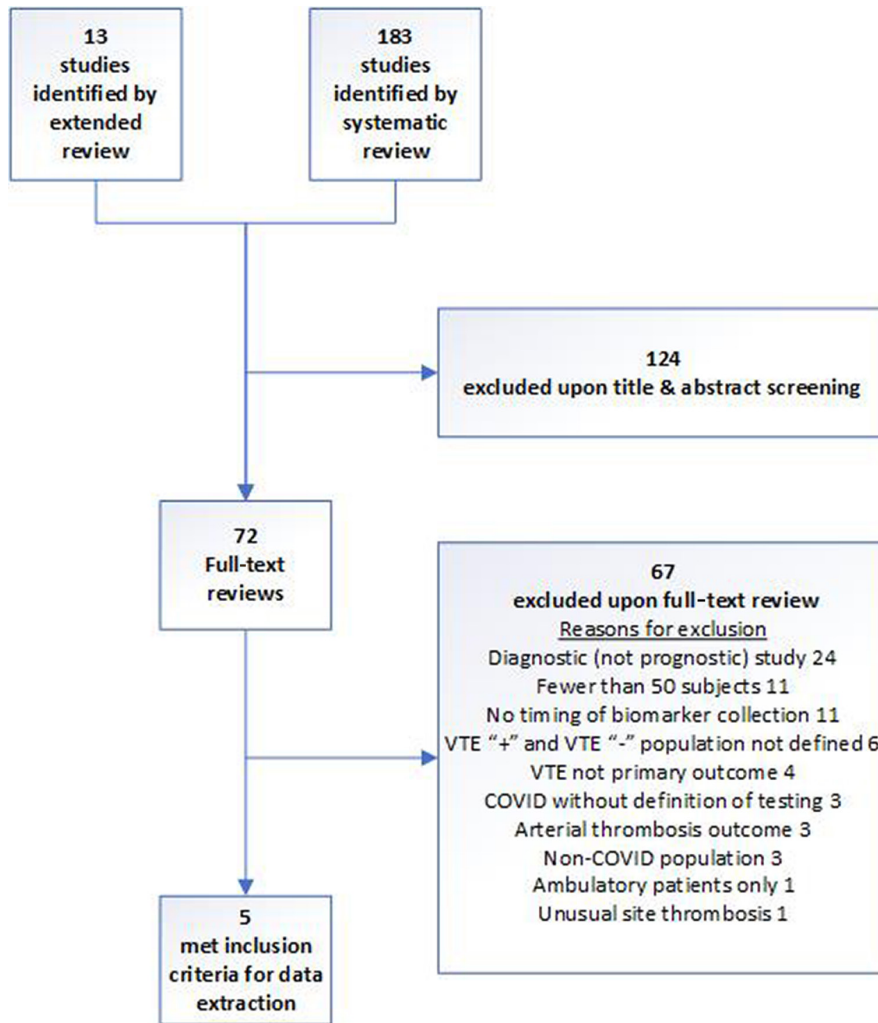 13
studies
identified by
extended
review
183
studies
identified by
systematic
review
124
excluded upon title & abstract screening
72
Full-text
reviews
67
excluded upon full-text review
Reasons for exclusion
Diagnostic (not prognostic) study 24
Fewer than 50 subjects 11
No timing of biomarker collection 11
VTE "+" and VTE "-" population not defined 6
VTE not primary outcome 4
COVID without definition of testing 3
Arterial thrombosis outcome 3
Non-COVID population 3
Ambulatory patients only 1
Unusual site thrombosis 1
5
met inclusion
criteria for data
extraction